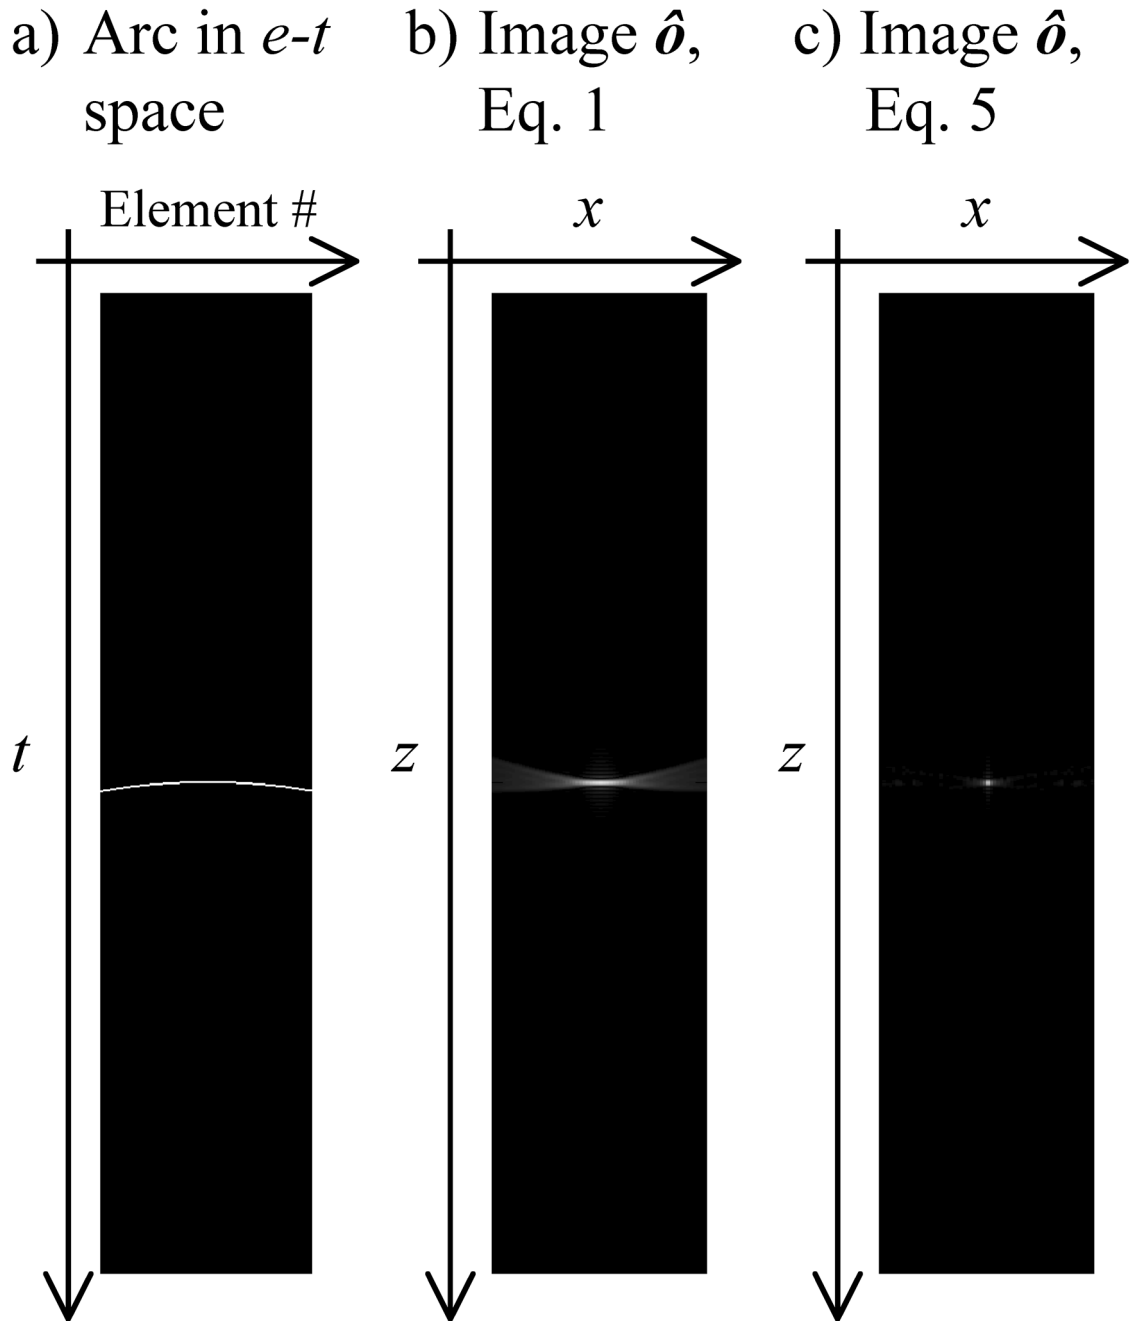 a) Arc in e-t
space
b) Image ô,
Eq. 1
c) Image ô,
Eq. 5
Element #
x
x
t
z
z